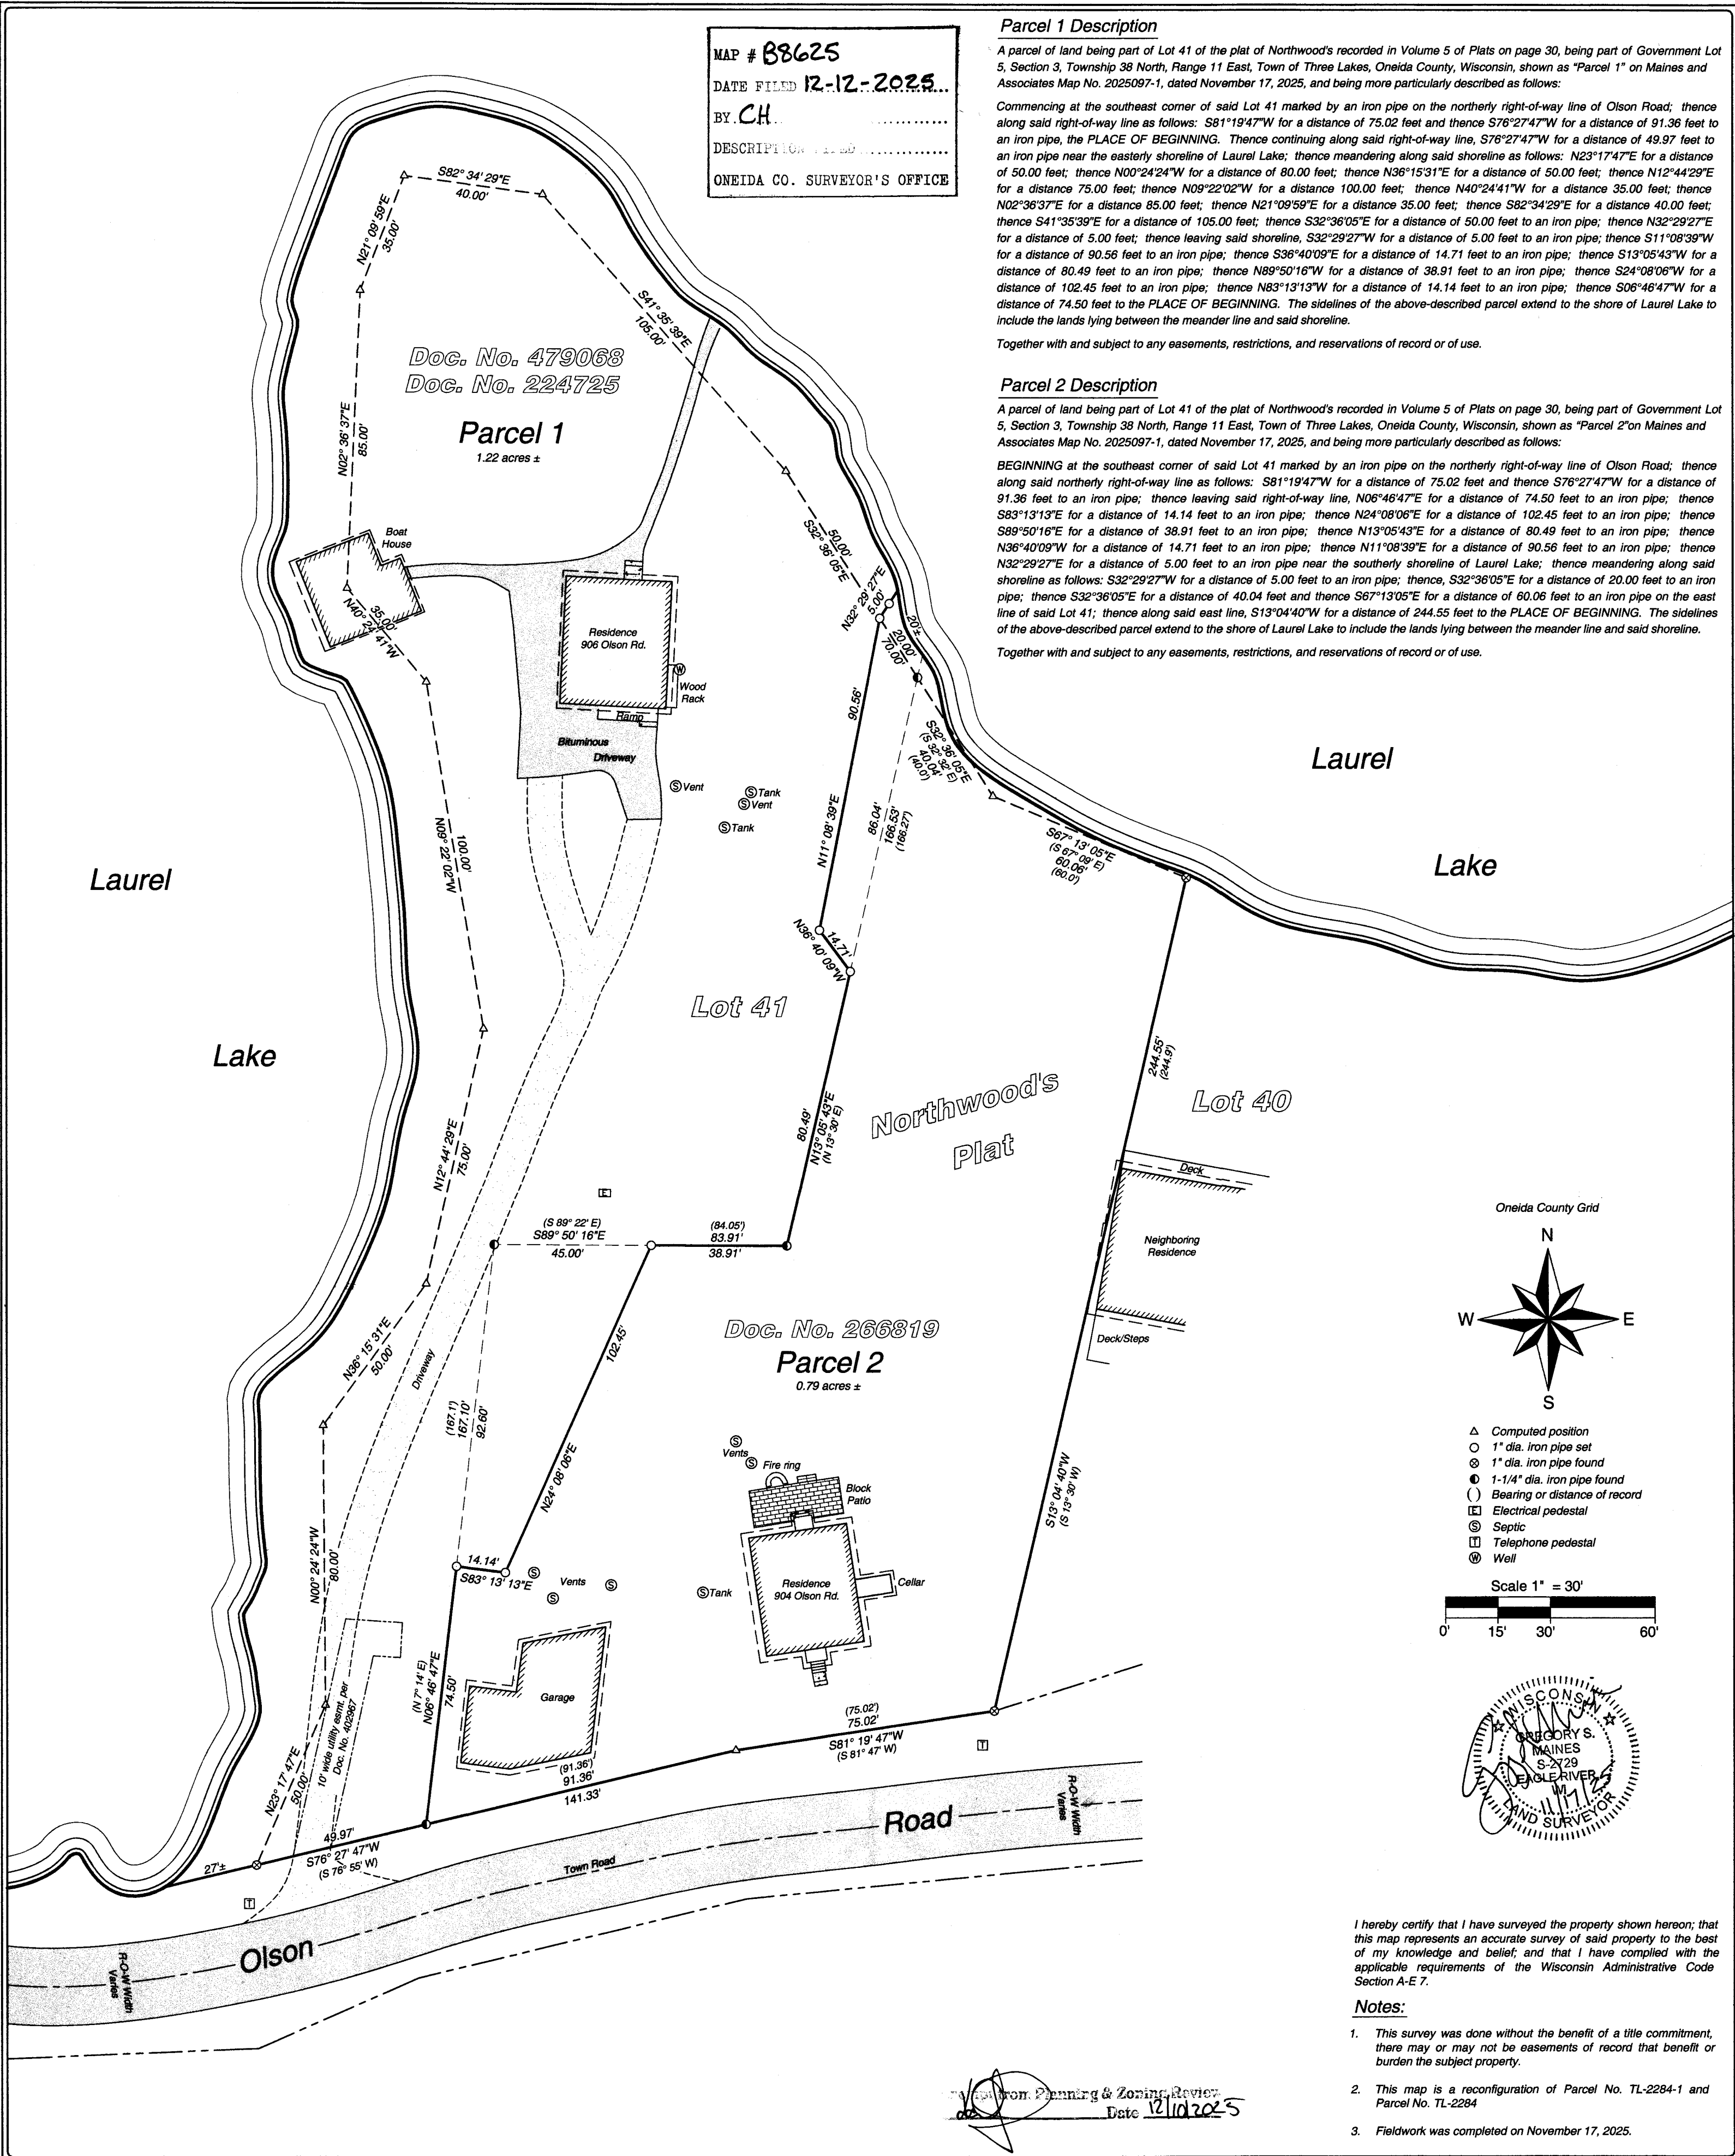 MAP # B8625
DATE FILED 12-12-2025
BY CH
DESCRIPTION FILED
ONEIDA CO. SURVEYOR'S OFFICE
Parcel 1 Description
A parcel of land being part of Lot 41 of the plat of Northwood's recorded in Volume 5 of Plats on page 30, being part of Government Lot
5, Section 3, Township 38 North, Range 11 East, Town of Three Lakes, Oneida County, Wisconsin, shown as "Parcel 1" on Maines and
Associates Map No. 2025097-1, dated November 17, 2025, and being more particularly described as follows:
Commencing at the southeast corner of said Lot 41 marked by an iron pipe on the northerly right-of-way line of Olson Road; thence
along said right-of-way line as follows: S81°19'47"W for a distance of 75.02 feet and thence S76°27'47"W for a distance of 91.36 feet to
an iron pipe, the PLACE OF BEGINNING. Thence continuing along said right-of-way line, S76°27'47"W for a distance of 49.97 feet to
an iron pipe near the easterly shoreline of Laurel Lake; thence meandering along said shoreline as follows: N23°17'47"E for a distance
of 50.00 feet; thence N00°24'24"W for a distance of 80.00 feet; thence N36°15'31"E for a distance of 50.00 feet; thence N12°44'29"E
for a distance 75.00 feet; thence N09°22'02"W for a distance 100.00 feet; thence N40°24'41"W for a distance of 35.00 feet; thence
N02°36'37"E for a distance of 85.00 feet; thence N21°09'59"E for a distance of 35.00 feet; thence S82°34'29"E for a distance 40.00 feet;
thence S41°35'39"E for a distance of 105.00 feet; thence S32°36'05"E for a distance of 50.00 feet to an iron pipe; thence N32°29'27"E
for a distance of 5.00 feet; thence leaving said shoreline, S32°29'27"W for a distance of 5.00 feet to an iron pipe; thence S11°08'39"W
for a distance of 90.56 feet to an iron pipe; thence S36°40'09"E for a distance of 14.71 feet to an iron pipe; thence S13°05'43"W for a
distance of 80.49 feet to an iron pipe; thence N89°50'16"W for a distance of 38.91 feet to an iron pipe; thence S24°08'06"W for a
distance of 102.45 feet to an iron pipe; thence N83°13'13"W for a distance of 14.14 feet to an iron pipe; thence S06°46'47"W for a
distance of 74.50 feet to the PLACE OF BEGINNING. The sidelines of the above-described parcel extend to the shore of Laurel Lake to
include the lands lying between the meander line and said shoreline.
Together with and subject to any easements, restrictions, and reservations of record or of use.
Parcel 2 Description
A parcel of land being part of Lot 41 of the plat of Northwood's recorded in Volume 5 of Plats on page 30, being part of Government Lot
5, Section 3, Township 38 North, Range 11 East, Town of Three Lakes, Oneida County, Wisconsin, shown as "Parcel 2"on Maines and
Associates Map No. 2025097-1, dated November 17, 2025, and being more particularly described as follows:
BEGINNING at the southeast corner of said Lot 41 marked by an iron pipe on the northerly right-of-way line of Olson Road; thence
along said northerly right-of-way line as follows: S81°19'47"W for a distance of 75.02 feet and thence S76°27'47"W for a distance of
91.36 feet to an iron pipe; thence leaving said right-of-way line, N06°46'47"E for a distance of 74.50 feet to an iron pipe; thence
S83°13'13"E for a distance of 14.14 feet to an iron pipe; thence N24°08'06"E for a distance of 102.45 feet to an iron pipe; thence
S89°50'16"E for a distance of 38.91 feet to an iron pipe; thence N13°05'43"E for a distance of 80.49 feet to an iron pipe; thence
N36°40'09"W for a distance of 14.71 feet to an iron pipe; thence N11°08'39"E for a distance of 90.56 feet to an iron pipe; thence
N32°29'27"E for a distance of 5.00 feet to an iron pipe near the southerly shoreline of Laurel Lake; thence meandering along said
shoreline as follows: S32°29'27"W for a distance of 5.00 feet to an iron pipe; thence, S32°36'05"E for a distance of 20.00 feet to an iron
pipe; thence S32°36'05"E for a distance of 40.04 feet and thence S67°13'05"E for a distance of 60.06 feet to an iron pipe on the east
line of said Lot 41; thence along said east line, S13°04'40"W for a distance of 244.55 feet to the PLACE OF BEGINNING. The sidelines
of the above-described parcel extend to the shore of Laurel Lake to include the lands lying between the meander line and said shoreline.
Together with and subject to any easements, restrictions, and reservations of record or of use.
S82° 34' 29"E
40.00'
N21° 09' 59"E
35.00'
S41° 35' 39"E
105.00'
Doc. No. 479068
Doc. No. 224725
Parcel 1
1.22 acres ±
N02° 36' 37"E
85.00'
Boat
House
50.00'
S32° 36' 05"E
35.00'
N40° 24' 41"W
N32° 29' 27"E
5.00'
20'±
20.00'
70.00'
Residence
906 Olson Rd.
W
Wood
Rack
Ramp
Bituminous
Driveway
90.56'
N11° 08' 39"E
S32° 36' 05"E
(S 32° 32' E)
40.04'
(40.0')
S Vent
S Tank
S Vent
S Tank
86.04'
166.53'
(166.27')
S67° 13' 05"E
(S 67° 09' E)
60.06'
(60.0')
Laurel
Lake
100.00'
N09° 22' 02"W
Laurel
Lake
14.71'
N36° 40' 09"W
Lot 41
244.55'
(244.9')
Northwood's
Plat
Lot 40
80.49'
N13° 05' 43"E
(N 13° 30' E)
N12° 44' 29"E
75.00'
E
(S 89° 22' E)
S89° 50' 16"E
45.00'
(84.05')
83.91'
38.91'
Deck
Neighboring
Residence
Deck/Steps
Oneida County Grid
N
W
E
S
N36° 15' 31"E
50.00'
Driveway
102.45'
N24° 08' 06"E
(167.1')
167.10'
92.60'
Doc. No. 266819
Parcel 2
0.79 acres ±
S
Vents
S
Fire ring
Block
Patio
S13° 04' 40"W
(S 13° 30' W)
Computed position
1" dia. iron pipe set
1" dia. iron pipe found
1-1/4" dia. iron pipe found
( ) Bearing or distance of record
E Electrical pedestal
S Septic
T Telephone pedestal
W Well
Scale 1" = 30'
0' 15' 30' 60'
N00° 24' 24"W
80.00'
14.14'
S83° 13' 13"E
S
Vents
S
S
S Tank
Residence
904 Olson Rd.
Cellar
(N 7° 14' E)
N06° 46' 47"E
74.50'
Garage
10' wide utility esmt. per
Doc. No. 402967
N23° 17' 47"E
50.00'
(91.36')
91.36'
141.33'
(75.02')
75.02'
S81° 19' 47"W
(S 81° 47' W)
T
27'±
49.97'
S76° 27' 47"W
(S 76° 55' W)
T
Town Road
Olson
Road
R-O-W Width
Varies
R-O-W Width
Varies
WISCONSIN
GREGORY S.
MAINES
S-2729
EAGLE RIVER
WI
11/17/25
LAND SURVEYOR
I hereby certify that I have surveyed the property shown hereon; that
this map represents an accurate survey of said property to the best
of my knowledge and belief; and that I have complied with the
applicable requirements of the Wisconsin Administrative Code
Section A-E 7.
Notes:
1. This survey was done without the benefit of a title commitment,
there may or may not be easements of record that benefit or
burden the subject property.
2. This map is a reconfiguration of Parcel No. TL-2284-1 and
Parcel No. TL-2284
3. Fieldwork was completed on November 17, 2025.
from Planning & Zoning Review
Date 12/10/2025